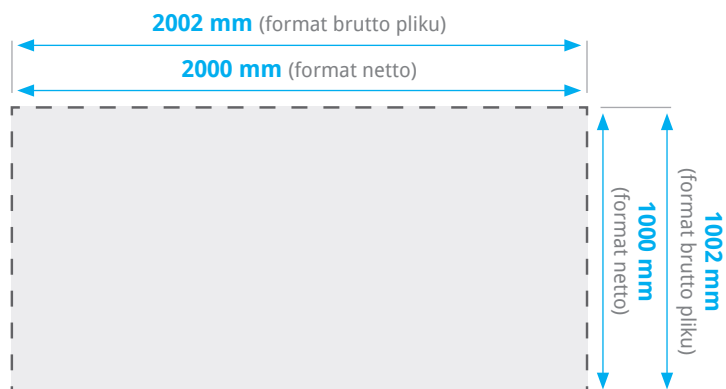 2002 mm (format brutto pliku)
2000 mm (format netto)
1002 mm
(format brutto pliku)
1000 mm
(format netto)